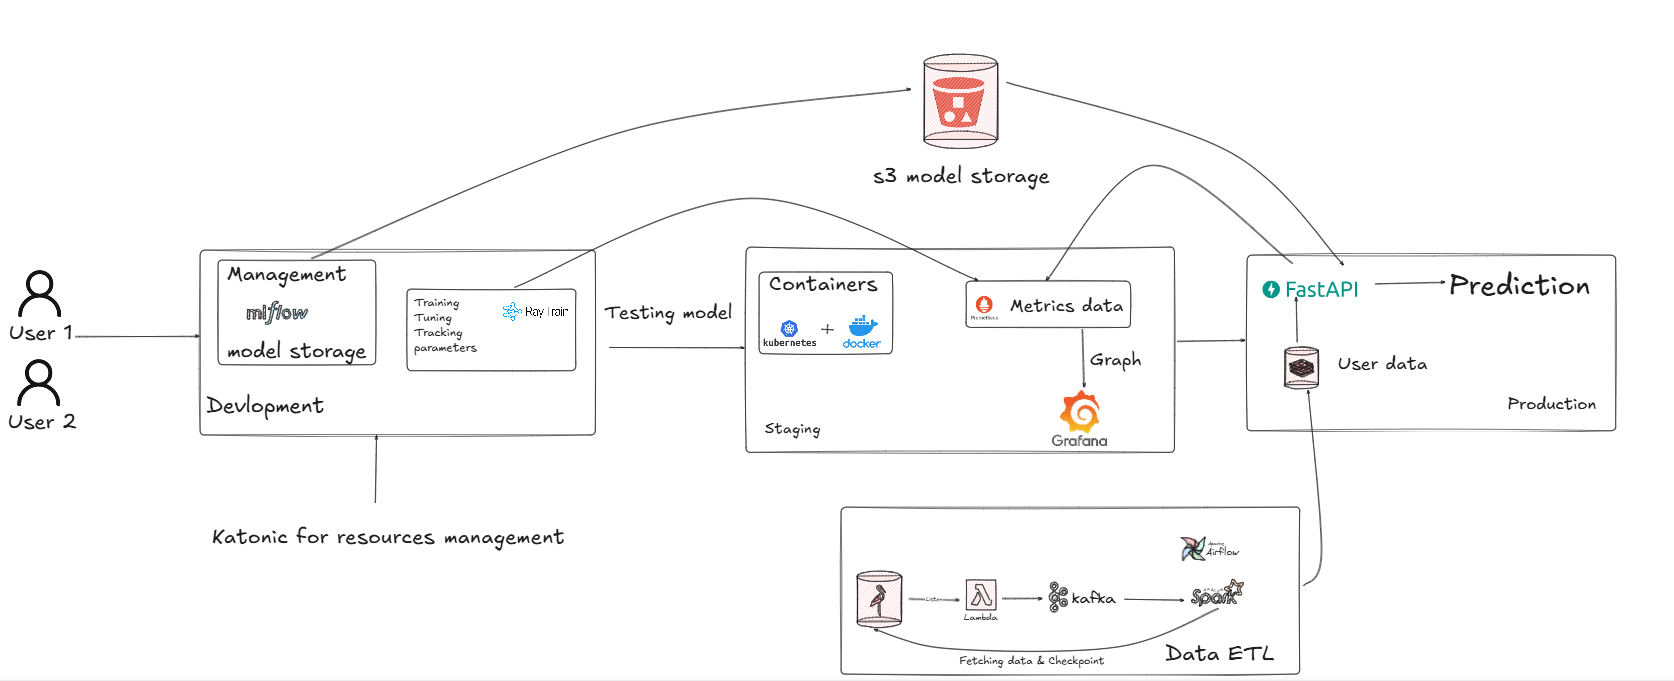 s3 model storage
User 1
User 2
Management
mlflow
model storage
Training
Tuning
Tracking
parameters
RayTrain
Devlopment
Katonic for resources management
Testing model
Containers
kubernetes
+
docker
Staging
Prometheus
Metrics data
Graph
Grafana
FastAPI
Prediction
User data
Production
Apache
Airflow
Listen
Lambda
kafka
APACHE
Spark
Fetching data & Checkpoint
Data ETL